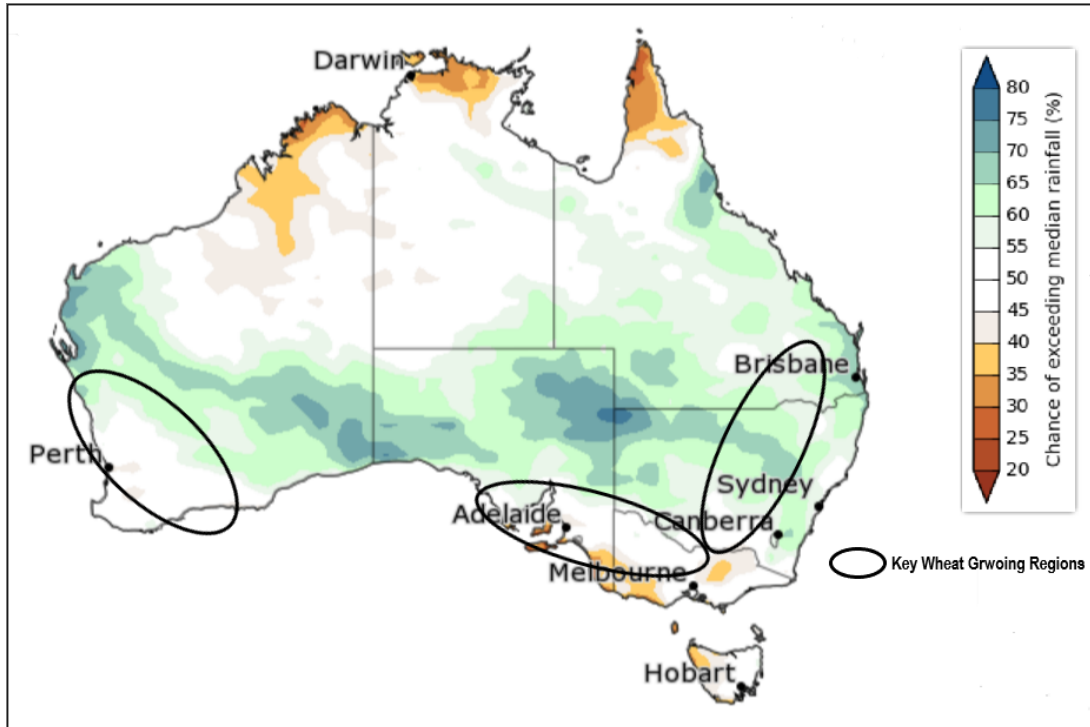 Darwin
80
75
70
65
60
55
50
45
40
35
30
25
20
Chance of exceeding median rainfall (%)
Brisbane
Perth
Sydney
Adelaide
Canberra
Key Wheat Grwoing Regions
Melbourne
Hobart